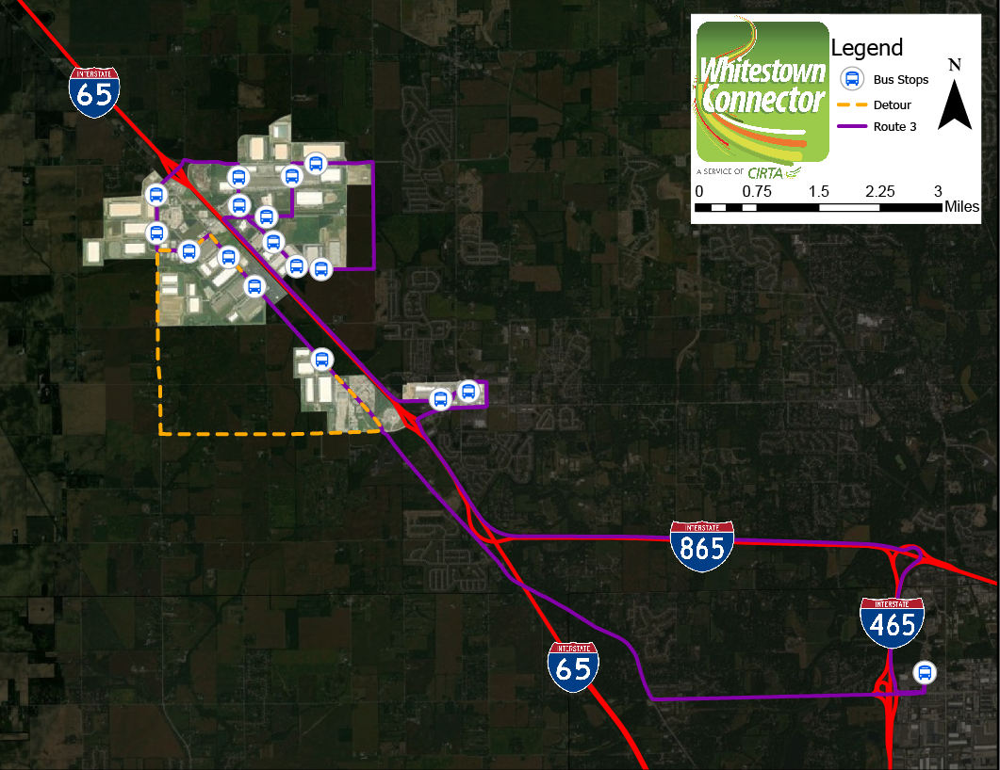 Whitestown
Connector
A SERVICE OF CIRTA
Legend
Bus Stops
Detour
Route 3
N
0 0.75 1.5 2.25 3
Miles
INTERSTATE
65
INTERSTATE
865
INTERSTATE
465
INTERSTATE
65